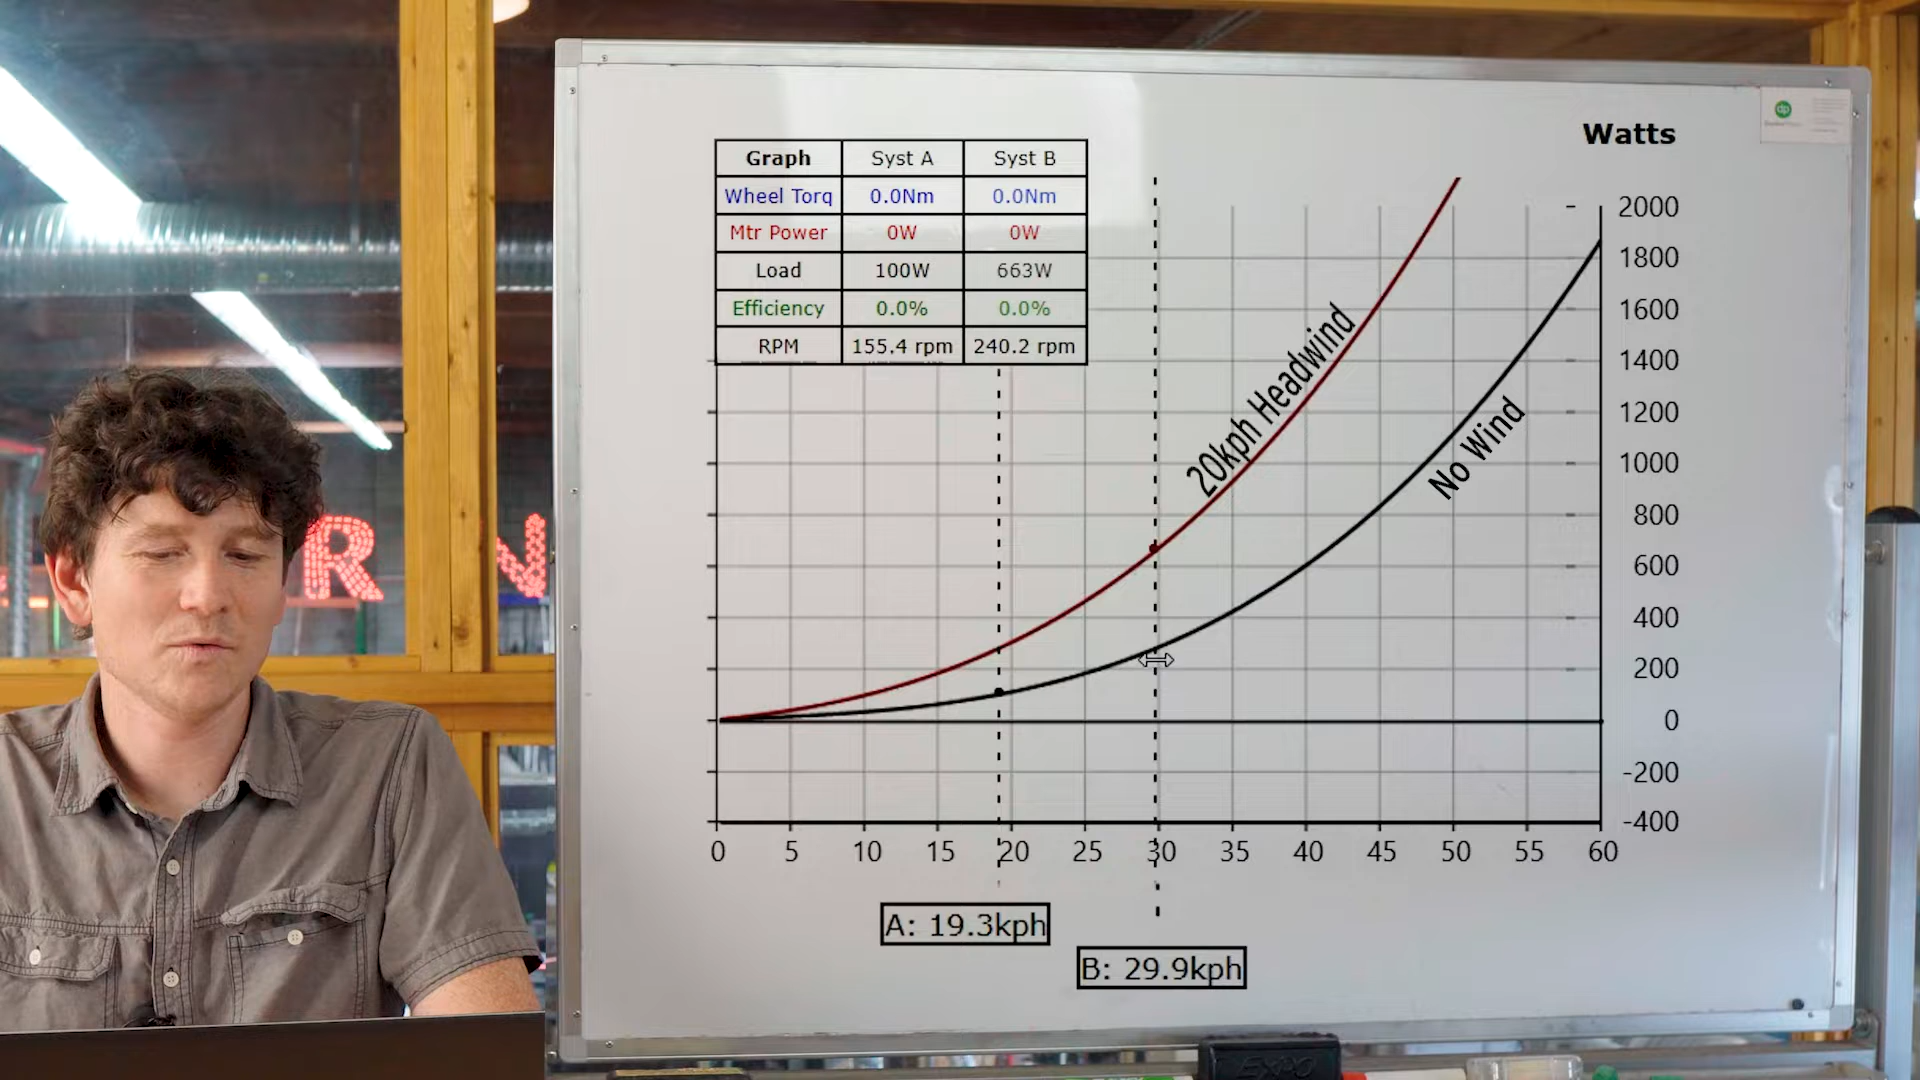 Watts
Graph Syst A Syst B
Wheel Torq 0.0Nm 0.0Nm
Mtr Power 0W 0W
Load 100W 663W
Efficiency 0.0% 0.0%
RPM 155.4 rpm 240.2 rpm
2000
1800
1600
1400
1200
1000
800
600
400
200
0
-200
-400
20kph Headwind
No Wind
0 5 10 15 20 25 30 35 40 45 50 55 60
A: 19.3kph
B: 29.9kph
R N
dp
EXPO